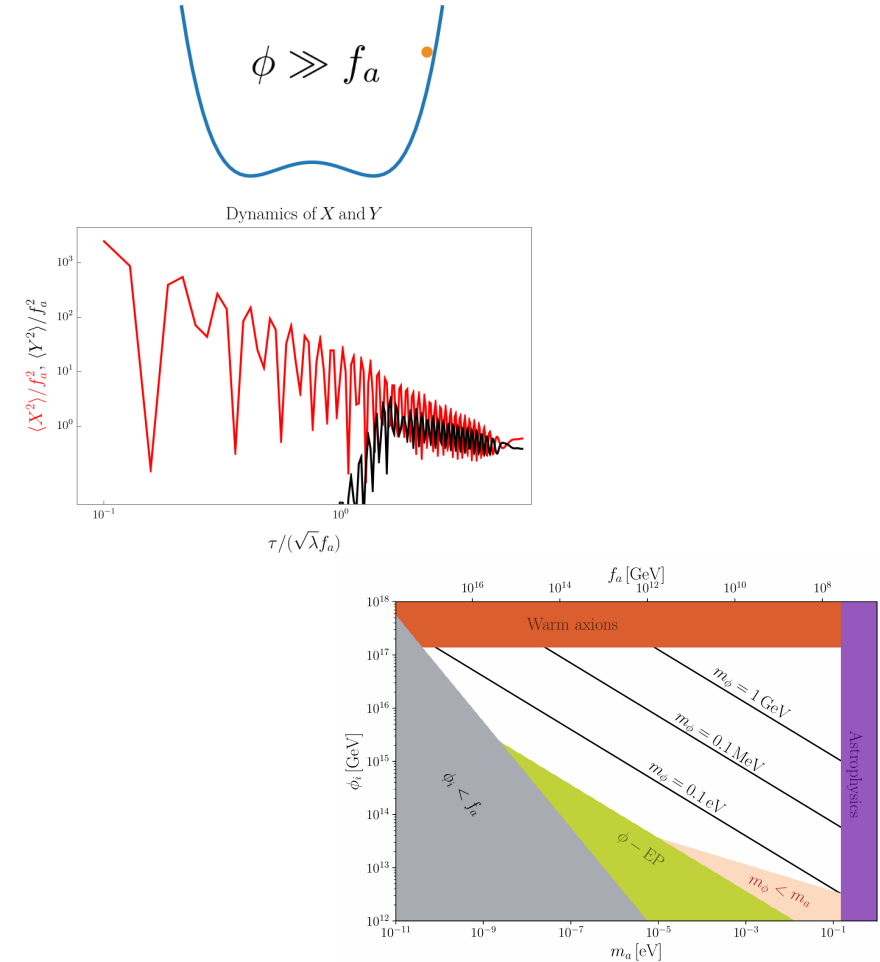 ϕ ≫ f_a
Dynamics of X and Y
⟨X²⟩/f_a², ⟨Y²⟩/f_a²
10³
10²
10¹
10⁰
10⁻¹ 10⁰
τ/(√λf_a)
f_a [GeV]
10¹⁶ 10¹⁴ 10¹² 10¹⁰ 10⁸
ϕ_i [GeV]
10¹⁸
10¹⁷
10¹⁶
10¹⁵
10¹⁴
10¹³
10¹²
Warm axions
m_ϕ = 1 GeV
m_ϕ = 0.1 MeV
m_ϕ = 0.1 eV
Astrophysics
ϕ_i < f_a
ϕ − EP
m_ϕ < m_a
10⁻¹¹ 10⁻⁹ 10⁻⁷ 10⁻⁵ 10⁻³ 10⁻¹
m_a [eV]